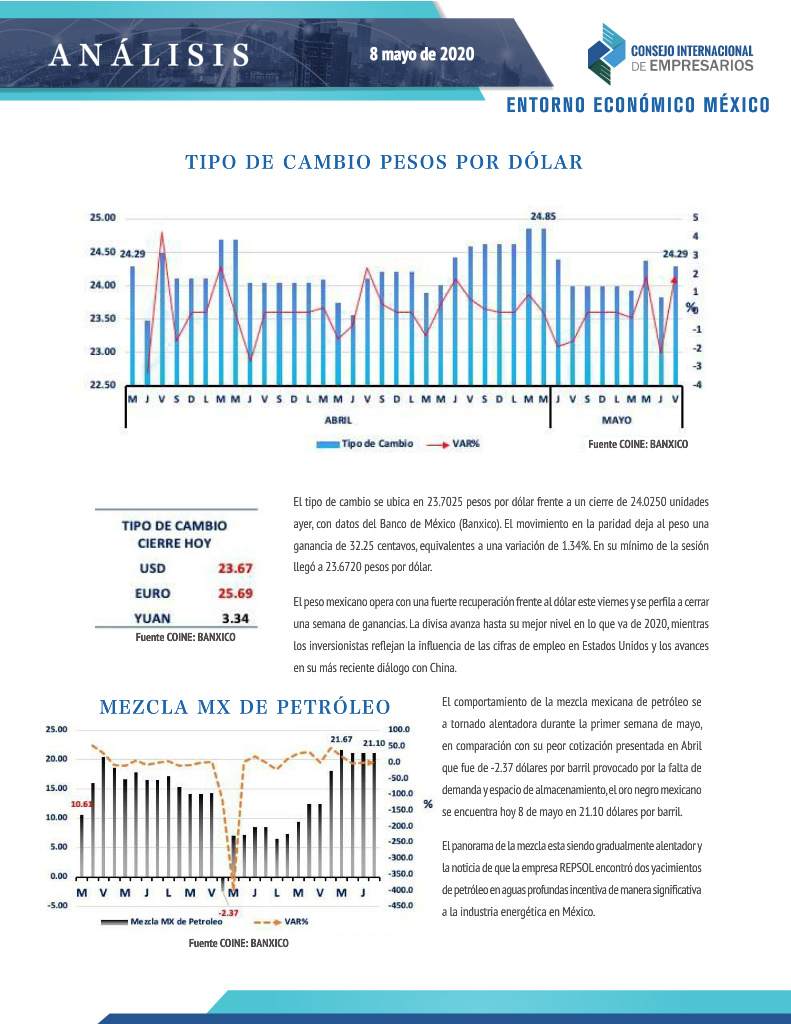 ANÁLISIS
8 mayo de 2020
CONSEJO INTERNACIONAL
DE EMPRESARIOS
ENTORNO ECONÓMICO MÉXICO
TIPO DE CAMBIO PESOS POR DÓLAR
25.00
24.50
24.00
23.50
23.00
22.50
24.29
24.85
24.29
5
4
3
2
1
0
-1
-2
-3
-4
%
M J V S D L M M J V S D L M M J V S D L M M J V S D L M M J V S D L M M J V
ABRIL
MAYO
Tipo de Cambio
VAR%
Fuente COINE: BANXICO
TIPO DE CAMBIO
CIERRE HOY
USD 23.67
EURO 25.69
YUAN 3.34
Fuente COINE: BANXICO
El tipo de cambio se ubica en 23.7025 pesos por dólar frente a un cierre de 24.0250 unidades
ayer, con datos del Banco de México (Banxico). El movimiento en la paridad deja al peso una
ganancia de 32.25 centavos, equivalentes a una variación de 1.34%. En su mínimo de la sesión
llegó a 23.6720 pesos por dólar.
El peso mexicano opera con una fuerte recuperación frente al dólar este viernes y se perfila a cerrar
una semana de ganancias. La divisa avanza hasta su mejor nivel en lo que va de 2020, mientras
los inversionistas reflejan la influencia de las cifras de empleo en Estados Unidos y los avances
en su más reciente diálogo con China.
MEZCLA MX DE PETRÓLEO
25.00
20.00
15.00
10.00
5.00
0.00
-5.00
10.61
21.67
21.10
-2.37
100.0
50.0
0.0
-50.0
-100.0
-150.0
-200.0
-250.0
-300.0
-350.0
-400.0
-450.0
%
M V M J L M V M J L M V M J
Mezcla MX de Petroleo
VAR%
Fuente COINE: BANXICO
El comportamiento de la mezcla mexicana de petróleo se
a tornado alentadora durante la primer semana de mayo,
en comparación con su peor cotización presentada en Abril
que fue de -2.37 dólares por barril provocado por la falta de
demanda y espacio de almacenamiento, el oro negro mexicano
se encuentra hoy 8 de mayo en 21.10 dólares por barril.
El panorama de la mezcla esta siendo gradualmente alentador y
la noticia de que la empresa REPSOL encontró dos yacimientos
de petróleo en aguas profundas incentiva de manera significativa
a la industria energética en México.